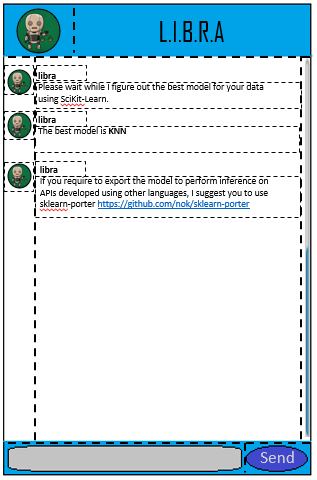 L.I.B.R.A
libra
Please wait while I figure out the best model for your data
using SciKit-Learn.
libra
The best model is KNN
libra
If you require to export the model to perform inference on
APIs developed using other languages, I suggest you to use
sklearn-porter https://github.com/nok/sklearn-porter
Send